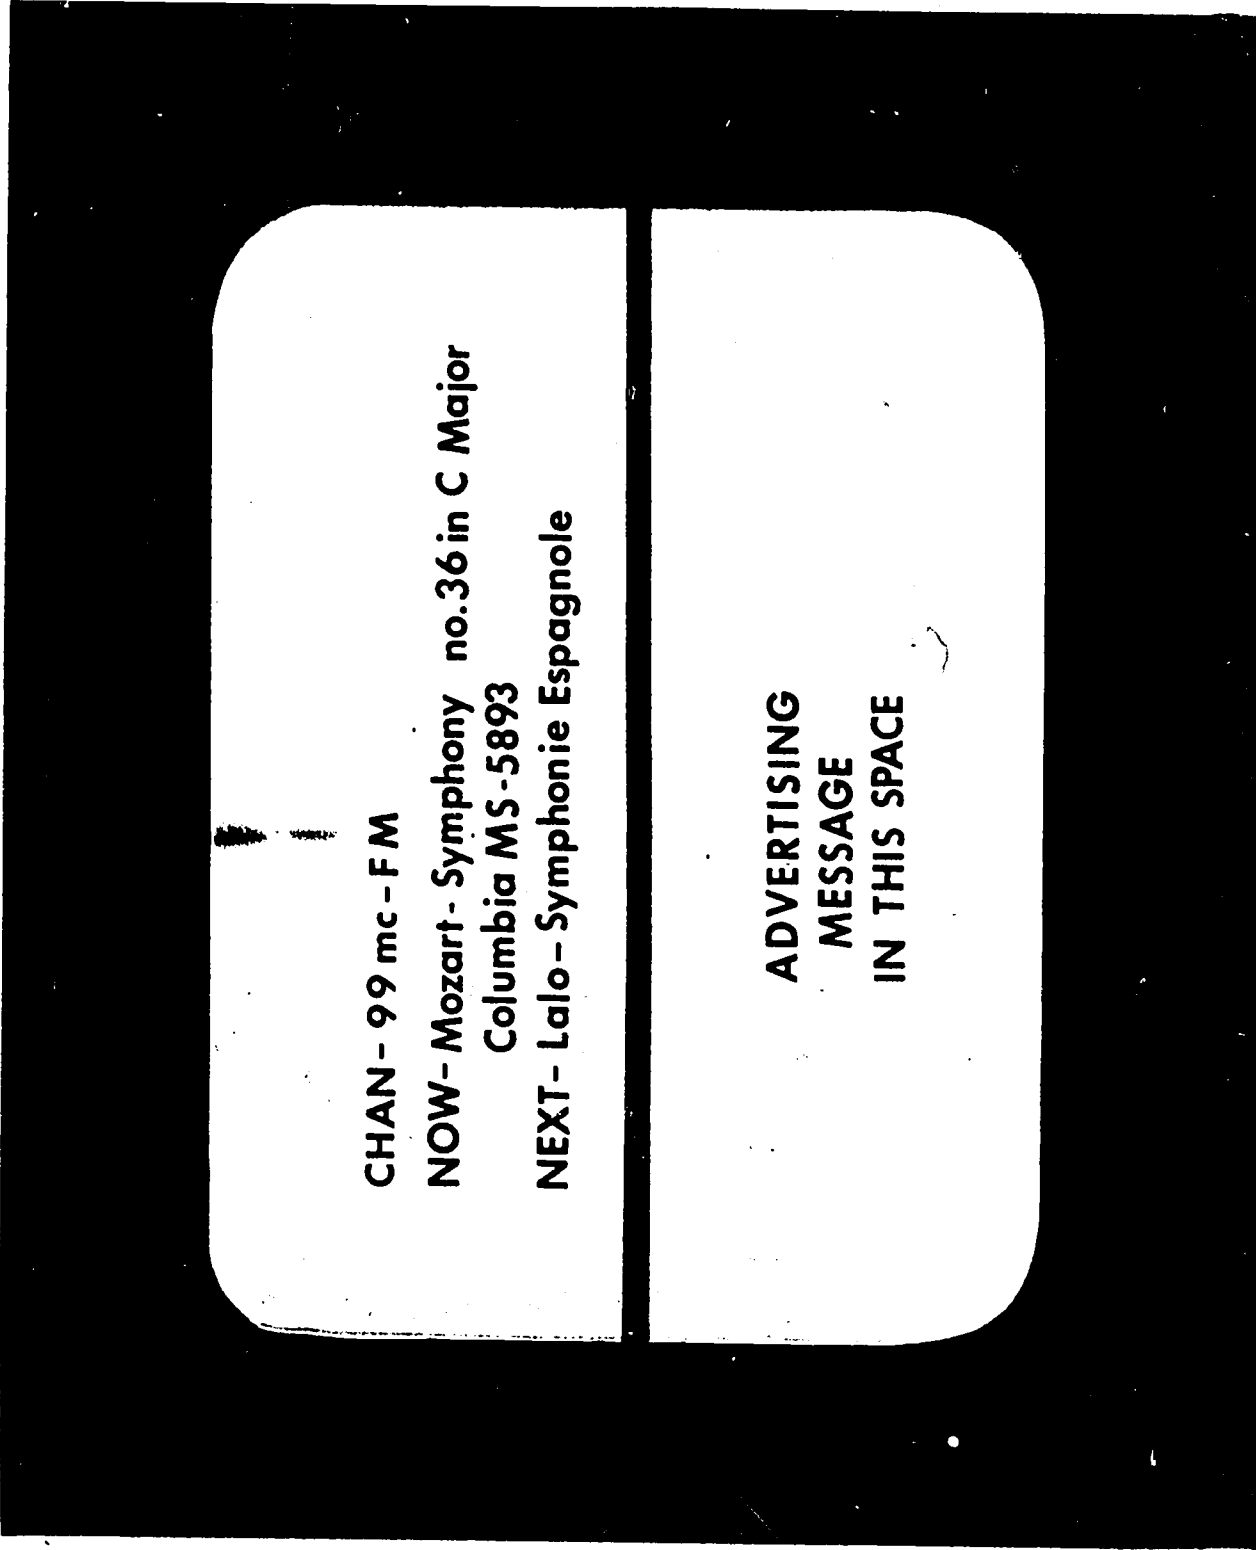 CHAN- 99 mc-FM
NOW-Mozart-Symphony no.36 in C Major
Columbia MS-5893
NEXT- Lalo-Symphonie Espagnole
ADVERTISING
MESSAGE
IN THIS SPACE